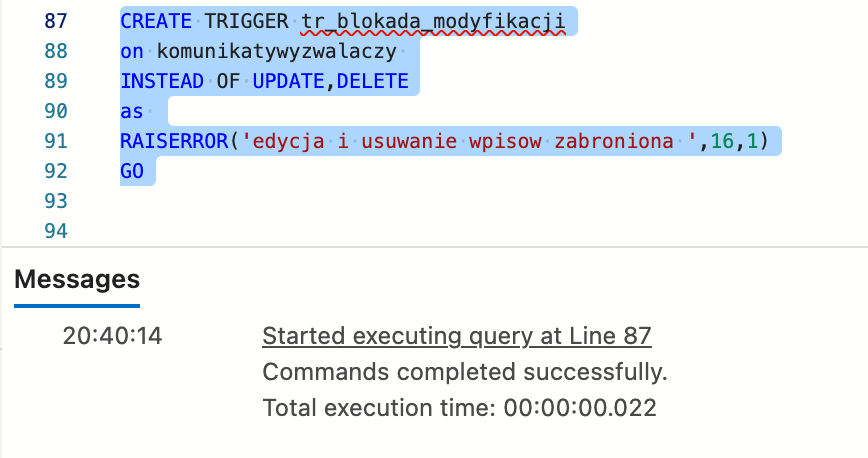 87 CREATE TRIGGER tr_blokada_modyfikacji
88 on komunikatywyzwalaczy
89 INSTEAD OF UPDATE,DELETE
90 as
91 RAISERROR('edycja i usuwanie wpisow zabroniona ',16,1)
92 GO
93
94
Messages
20:40:14 Started executing query at Line 87
Commands completed successfully.
Total execution time: 00:00:00.022